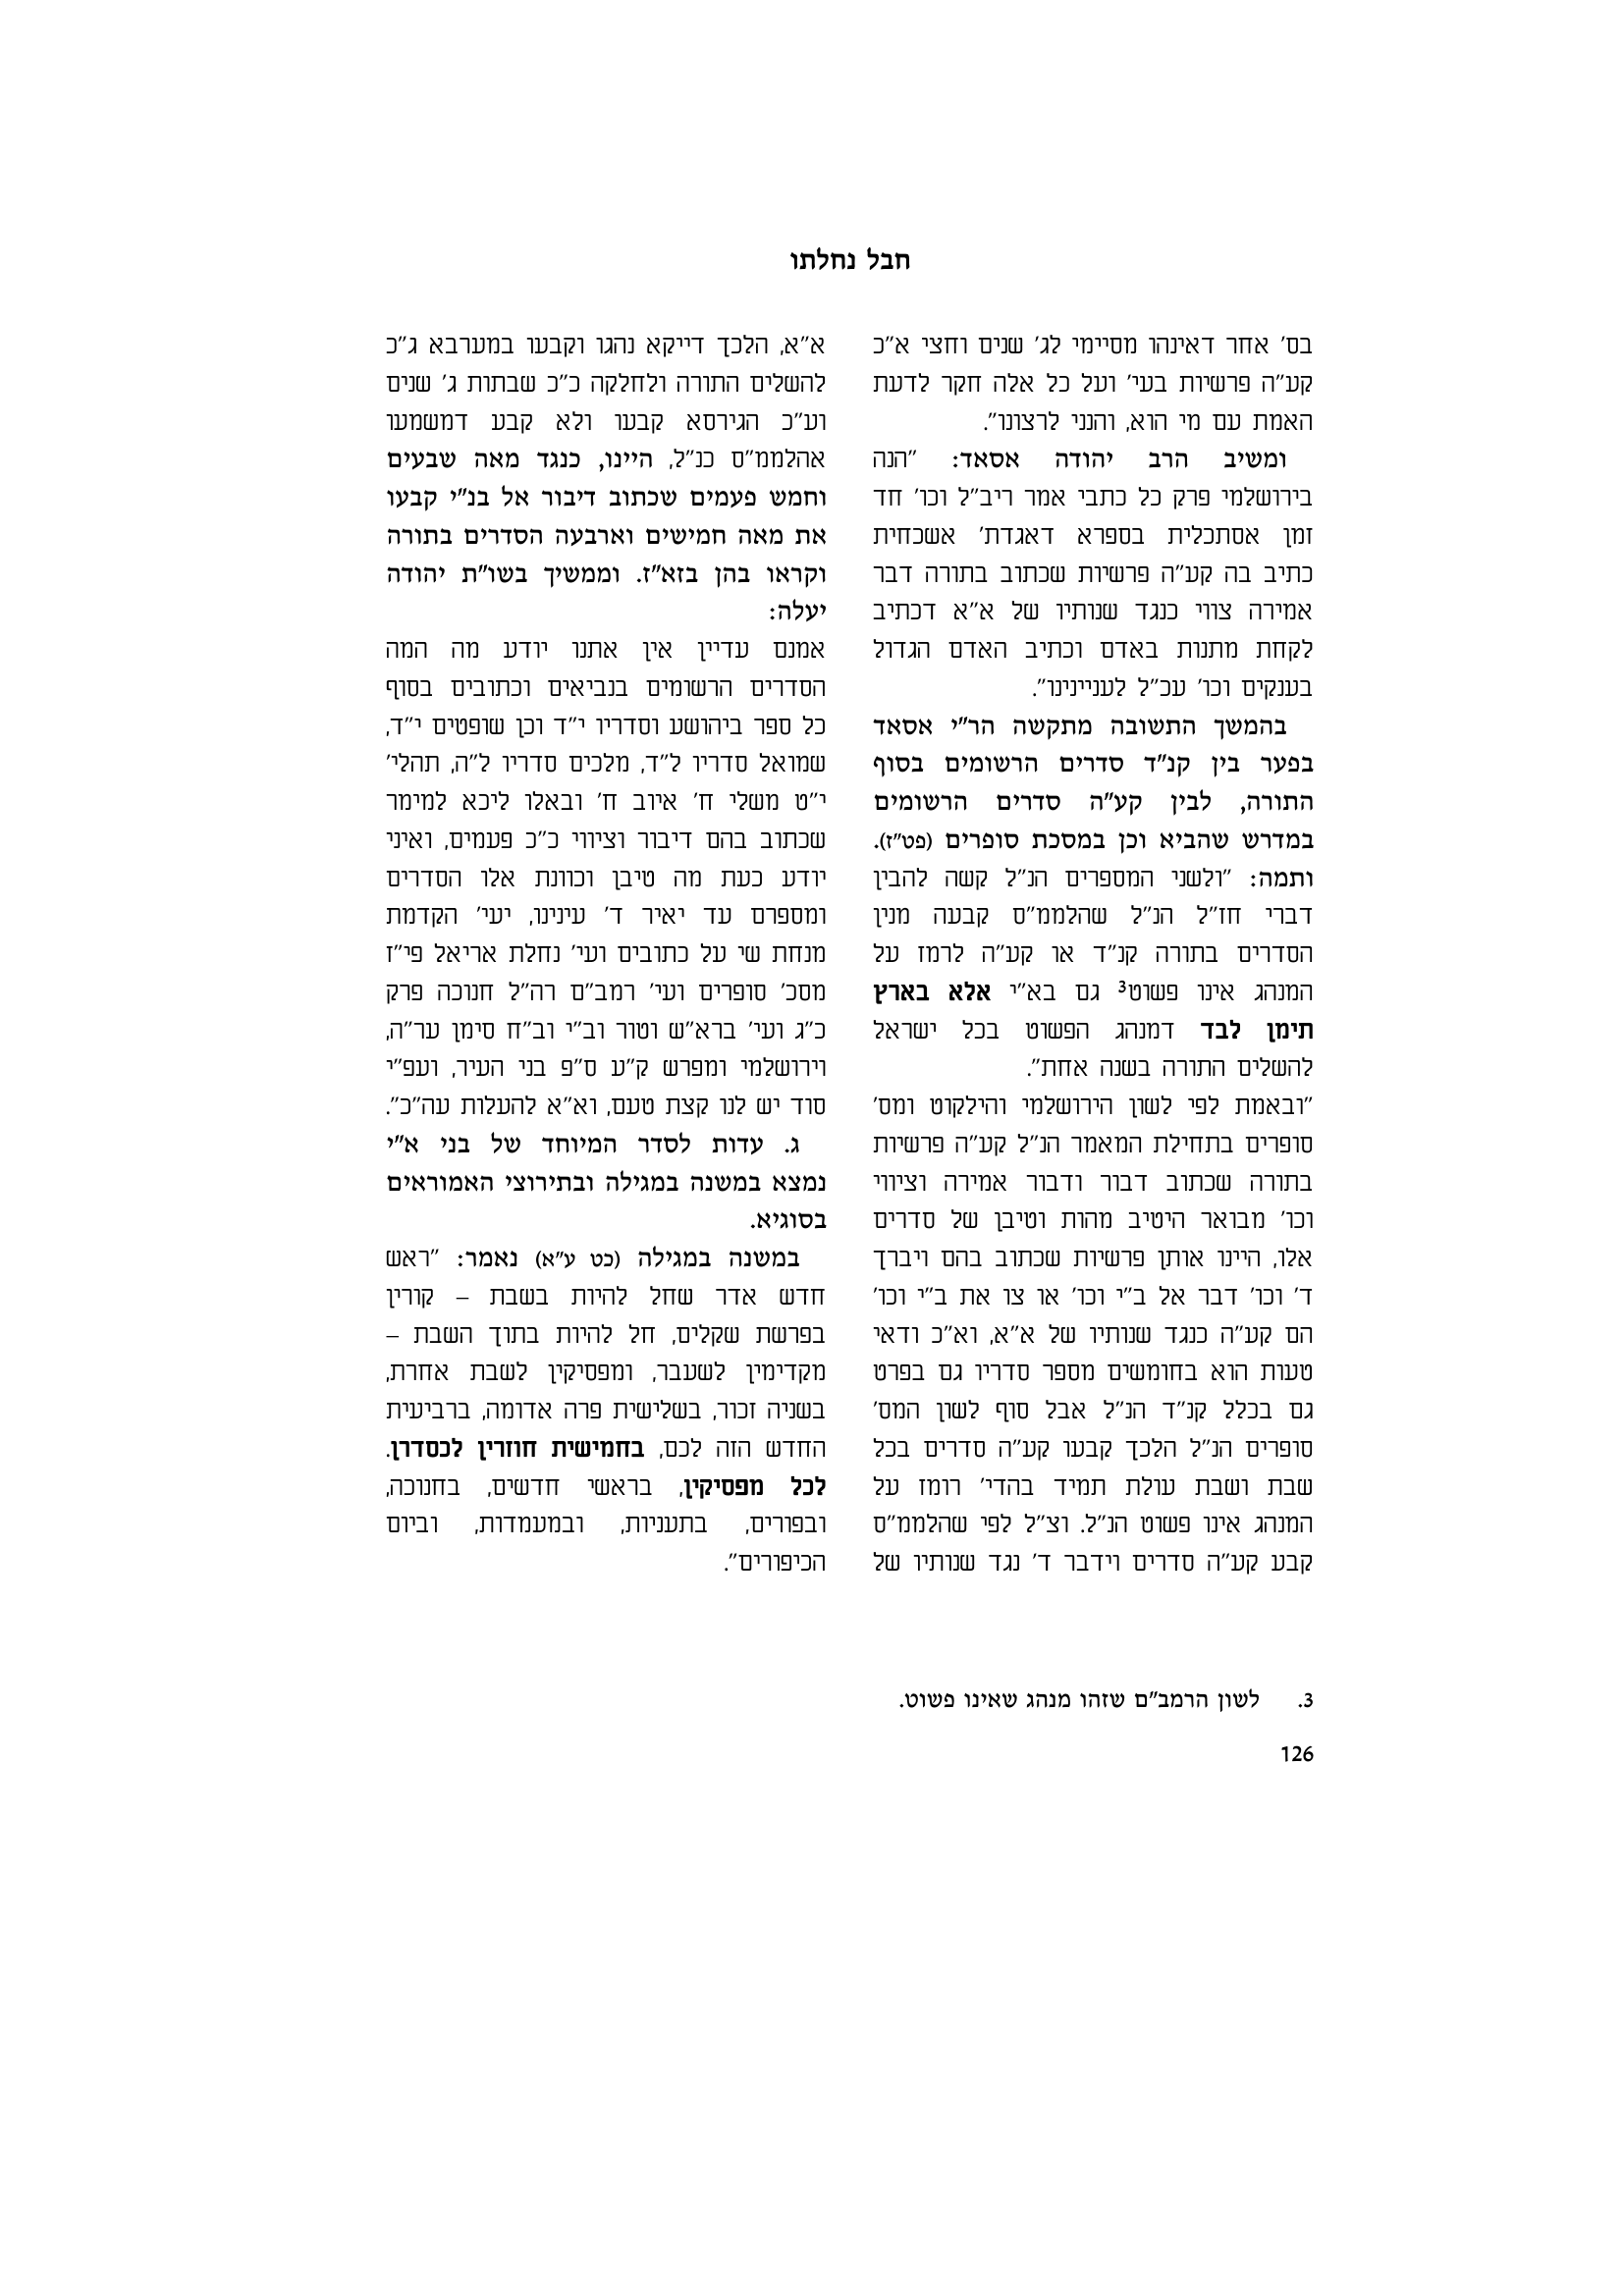 חבל נחלתו
בס' אחר דאינהו מסיימי לג' שנים וחצי א"כ
קע"ה פרשיות בעי' ועל כל אלה חקר לדעת
האמת עם מי הוא, והנני לרצונו".
ומשיב הרב יהודה אסאד: "הנה
בירושלמי פרק כל כתבי אמר ריב"ל וכו' חד
זמן אסתכלית בספרא דאגדת' אשכחית
כתיב בה קע"ה פרשיות שכתוב בתורה דבר
אמירה צווי כנגד שנותיו של א"א דכתיב
לקחת מתנות באדם וכתיב האדם הגדול
בענקים וכו' עכ"ל לעניינינו".
בהמשך התשובה מתקשה הר"י אסאד
בפער בין קנ"ד סדרים הרשומים בסוף
התורה, לבין קע"ה סדרים הרשומים
במדרש שהביא וכן במסכת סופרים (פט"ז).
ותמה: "ולשני המספרים הנ"ל קשה להבין
דברי חז"ל הנ"ל שהלממ"ס קבעה מנין
הסדרים בתורה קנ"ד או קע"ה לרמז על
המנהג אינו פשוט3 גם בא"י אלא בארץ
תימן לבד דמנהג הפשוט בכל ישראל
להשלים התורה בשנה אחת".
"ובאמת לפי לשון הירושלמי והילקוט ומס'
סופרים בתחילת המאמר הנ"ל קע"ה פרשיות
בתורה שכתוב דבור ודבור אמירה וציווי
וכו' מבואר היטיב מהות וטיבן של סדרים
אלו, היינו אותן פרשיות שכתוב בהם ויברך
ד' וכו' דבר אל ב"י וכו' או צו את ב"י וכו'
הם קע"ה כנגד שנותיו של א"א, וא"כ ודאי
טעות הוא בחומשים מספר סדריו גם בפרט
גם בכלל קנ"ד הנ"ל אבל סוף לשון המס'
סופרים הנ"ל הלכך קבעו קע"ה סדרים בכל
שבת ושבת עולת תמיד בהדי' רומז על
המנהג אינו פשוט הנ"ל. וצ"ל לפי שהלממ"ס
קבע קע"ה סדרים וידבר ד' נגד שנותיו של
א"א, הלכך דייקא נהגו וקבעו במערבא ג"כ
להשלים התורה ולחלקה כ"כ שבתות ג' שנים
וע"כ הגירסא קבעו ולא קבע דמשמעו
אהלממ"ס כנ"ל, היינו, כנגד מאה שבעים
וחמש פעמים שכתוב דיבור אל בנ"י קבעו
את מאה חמישים וארבעה הסדרים בתורה
וקראו בהן בזא"ז. וממשיך בשו"ת יהודה
יעלה:
אמנם עדיין אין אתנו יודע מה המה
הסדרים הרשומים בנביאים וכתובים בסוף
כל ספר ביהושע וסדריו י"ד וכן שופטים י"ד,
שמואל סדריו ל"ד, מלכים סדריו ל"ה, תהלי'
י"ט משלי ח' איוב ח' ובאלו ליכא למימר
שכתוב בהם דיבור וציווי כ"כ פעמים, ואיני
יודע כעת מה טיבן וכוונת אלו הסדרים
ומספרם עד יאיר ד' עינינו, יעי' הקדמת
מנחת שי על כתובים ועי' נחלת אריאל פי"ז
מסכ' סופרים ועי' רמב"ם רה"ל חנוכה פרק
כ"ג ועי' ברא"ש וטור וב"י וב"ח סימן ער"ה,
וירושלמי ומפרש ק"ע ס"פ בני העיר, ועפ"י
סוד יש לנו קצת טעם, וא"א להעלות עה"כ".
ג. עדות לסדר המיוחד של בני א"י
נמצא במשנה במגילה ובתירוצי האמוראים
בסוגיא.
במשנה במגילה (כט ע"א) נאמר: "ראש
חדש אדר שחל להיות בשבת – קורין
בפרשת שקלים, חל להיות בתוך השבת –
מקדימין לשעבר, ומפסיקין לשבת אחרת,
בשניה זכור, בשלישית פרה אדומה, ברביעית
החדש הזה לכם, בחמישית חוזרין לכסדרן.
לכל מפסיקין, בראשי חדשים, בחנוכה,
ובפורים, בתעניות, ובמעמדות, וביום
הכיפורים".
3. לשון הרמב"ם שזהו מנהג שאינו פשוט.
126